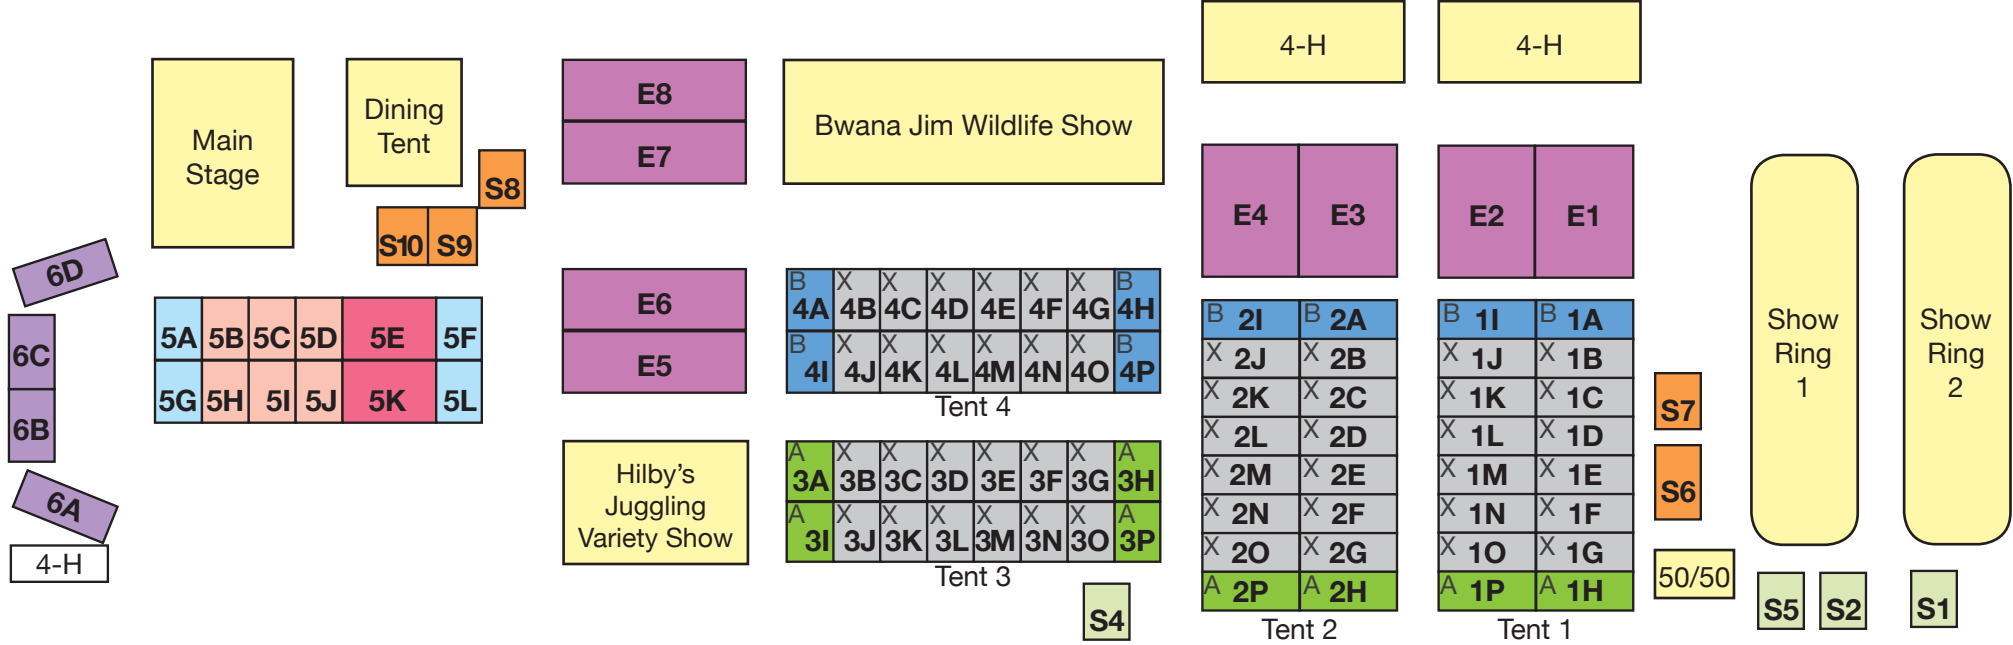 4-H
4-H
Main
Stage
Dining
Tent
S8
S10 S9
E8
E7
Bwana Jim Wildlife Show
E4 E3
E2 E1
6D
6C
6B
6A
4-H
5A 5B 5C 5D 5E 5F
5G 5H 5I 5J 5K 5L
E6
E5
Hilby's
Juggling
Variety Show
B X X X X X X B
4A 4B 4C 4D 4E 4F 4G 4H
B X X X X X X B
4I 4J 4K 4L 4M 4N 4O 4P
Tent 4
A X X X X X X A
3A 3B 3C 3D 3E 3F 3G 3H
A X X X X X X A
3I 3J 3K 3L 3M 3N 3O 3P
Tent 3
S4
B 2I B 2A
X 2J X 2B
X 2K X 2C
X 2L X 2D
X 2M X 2E
X 2N X 2F
X 2O X 2G
A 2P A 2H
Tent 2
B 1I B 1A
X 1J X 1B
X 1K X 1C
X 1L X 1D
X 1M X 1E
X 1N X 1F
X 1O X 1G
A 1P A 1H
Tent 1
S7
S6
50/50
Show
Ring
1
Show
Ring
2
S5 S2 S1